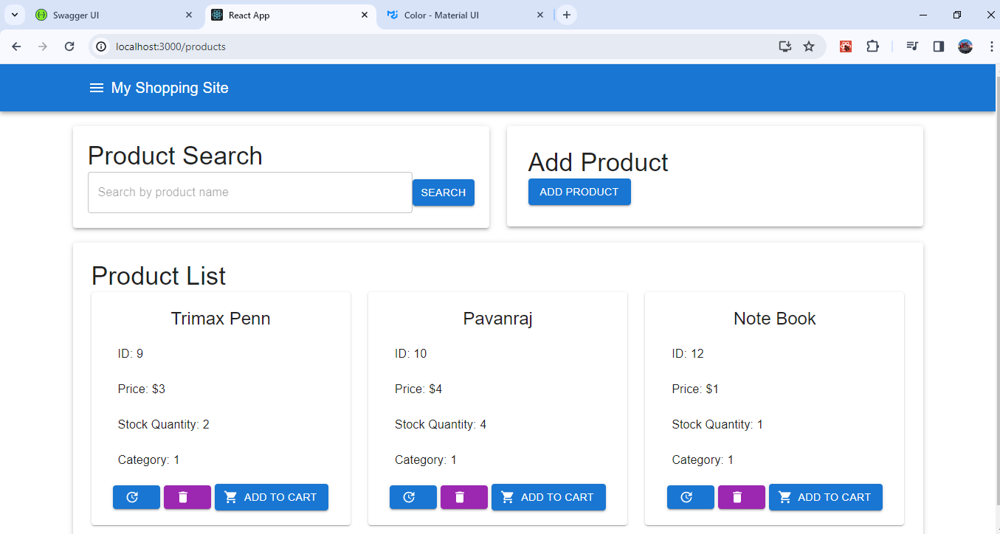 Swagger UI
React App
Color - Material UI
localhost:3000/products
My Shopping Site
Product Search
Search by product name
SEARCH
Add Product
ADD PRODUCT
Product List
Trimax Penn
ID: 9
Price: $3
Stock Quantity: 2
Category: 1
ADD TO CART
Pavanraj
ID: 10
Price: $4
Stock Quantity: 4
Category: 1
ADD TO CART
Note Book
ID: 12
Price: $1
Stock Quantity: 1
Category: 1
ADD TO CART